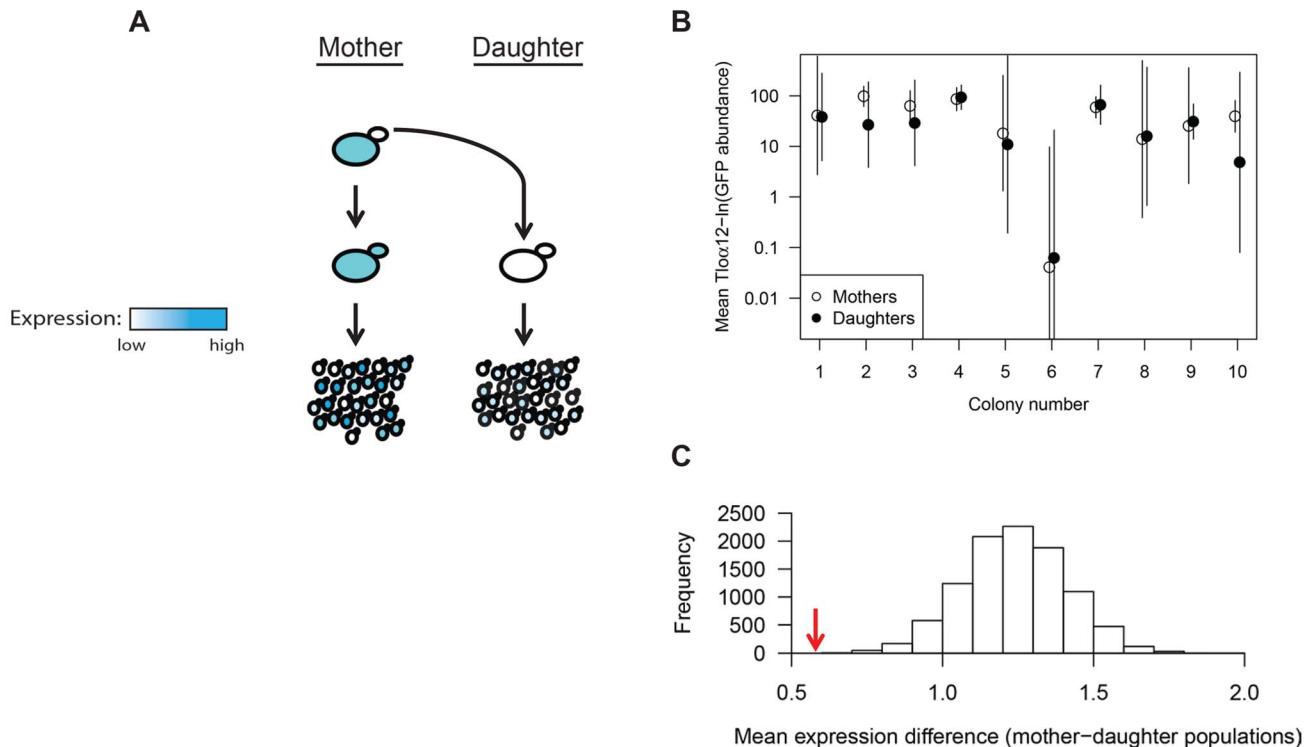 A
Mother
Daughter
Expression:
low
high
B
Mean Tloα12−ln(GFP abundance)
100
10
1
0.1
0.01
Mothers
Daughters
1 2 3 4 5 6 7 8 9 10
Colony number
C
Frequency
2500
2000
1500
1000
500
0
0.5 1.0 1.5 2.0
Mean expression difference (mother−daughter populations)